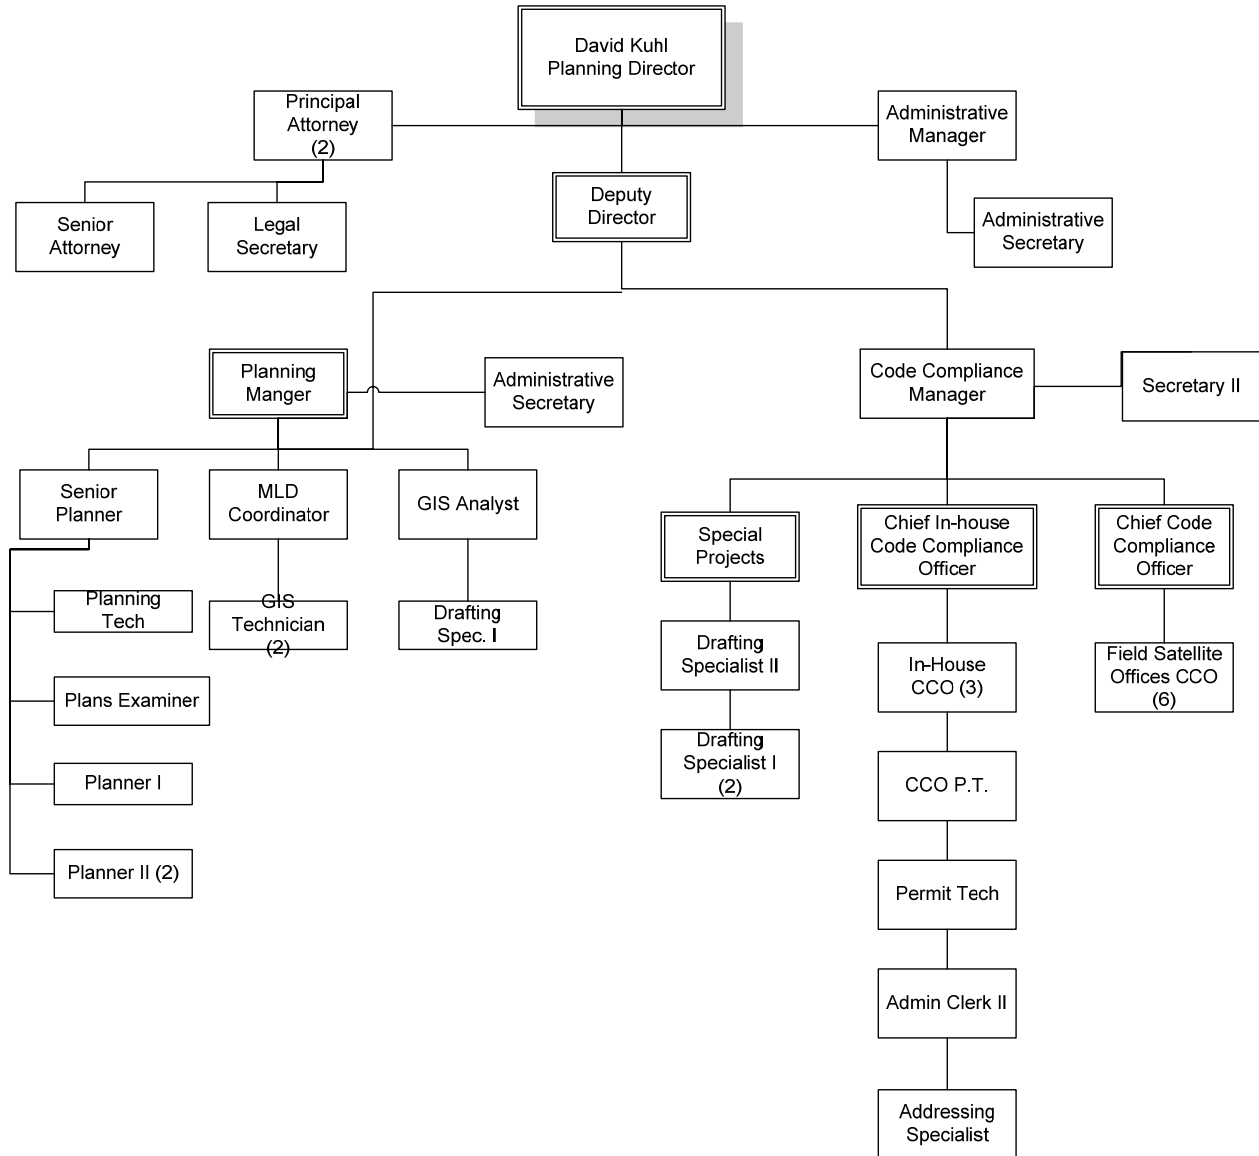 David Kuhl
Planning Director
Principal
Attorney
(2)
Administrative
Manager
Deputy
Director
Senior
Attorney
Legal
Secretary
Administrative
Secretary
Planning
Manger
Administrative
Secretary
Code Compliance
Manager
Secretary II
Senior
Planner
MLD
Coordinator
GIS Analyst
Special
Projects
Chief In-house
Code Compliance
Officer
Chief Code
Compliance
Officer
Planning
Tech
GIS
Technician
(2)
Drafting
Spec. I
Drafting
Specialist II
In-House
CCO (3)
Field Satellite
Offices CCO
(6)
Plans Examiner
Drafting
Specialist I
(2)
Planner I
CCO P.T.
Planner II (2)
Permit Tech
Admin Clerk II
Addressing
Specialist